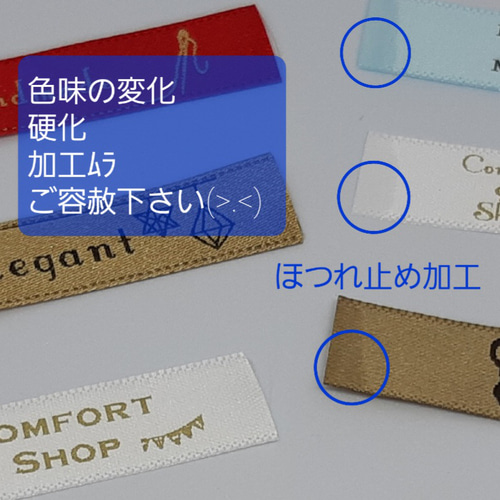 色味の変化
硬化
加工ﾑﾗ
ご容赦下さい(>.<)
egant
COMFORT
SHOP
ほつれ止め加工